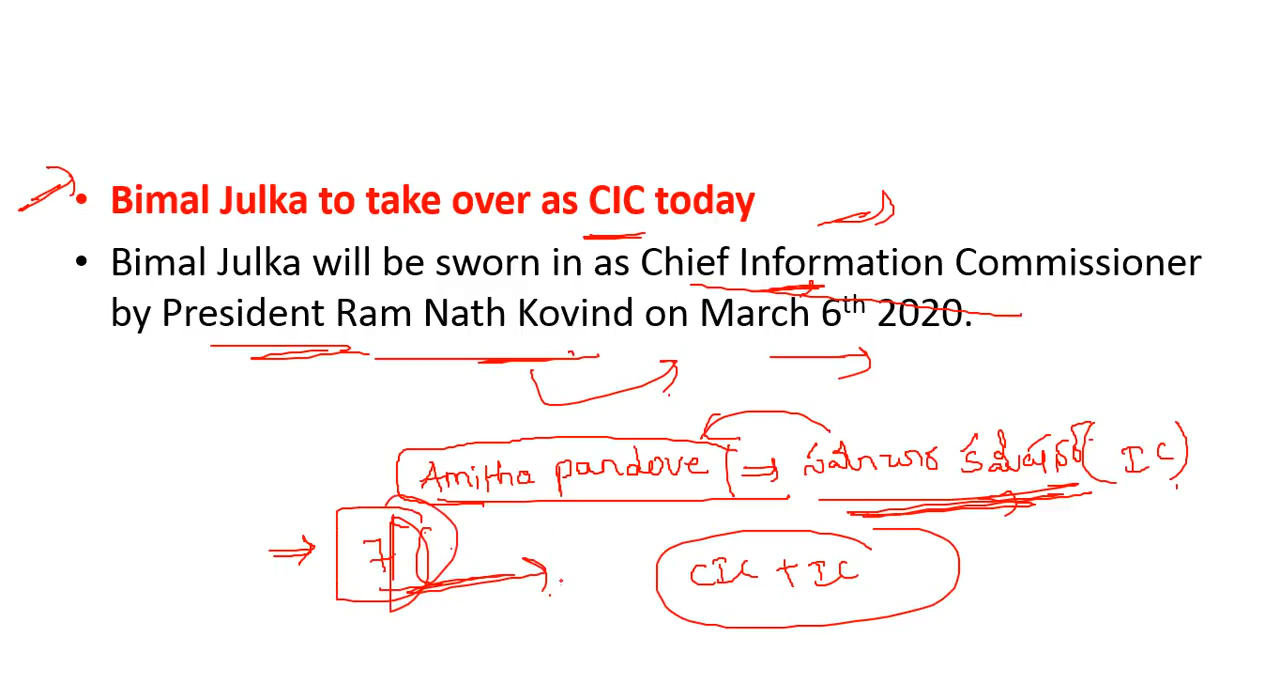 • Bimal Julka to take over as CIC today
• Bimal Julka will be sworn in as Chief Information Commissioner
by President Ram Nath Kovind on March 6th 2020.
Amitha pandove ⇒ సమాచార కమీషనర్ (IC)
⇒ 7
CIC + IC